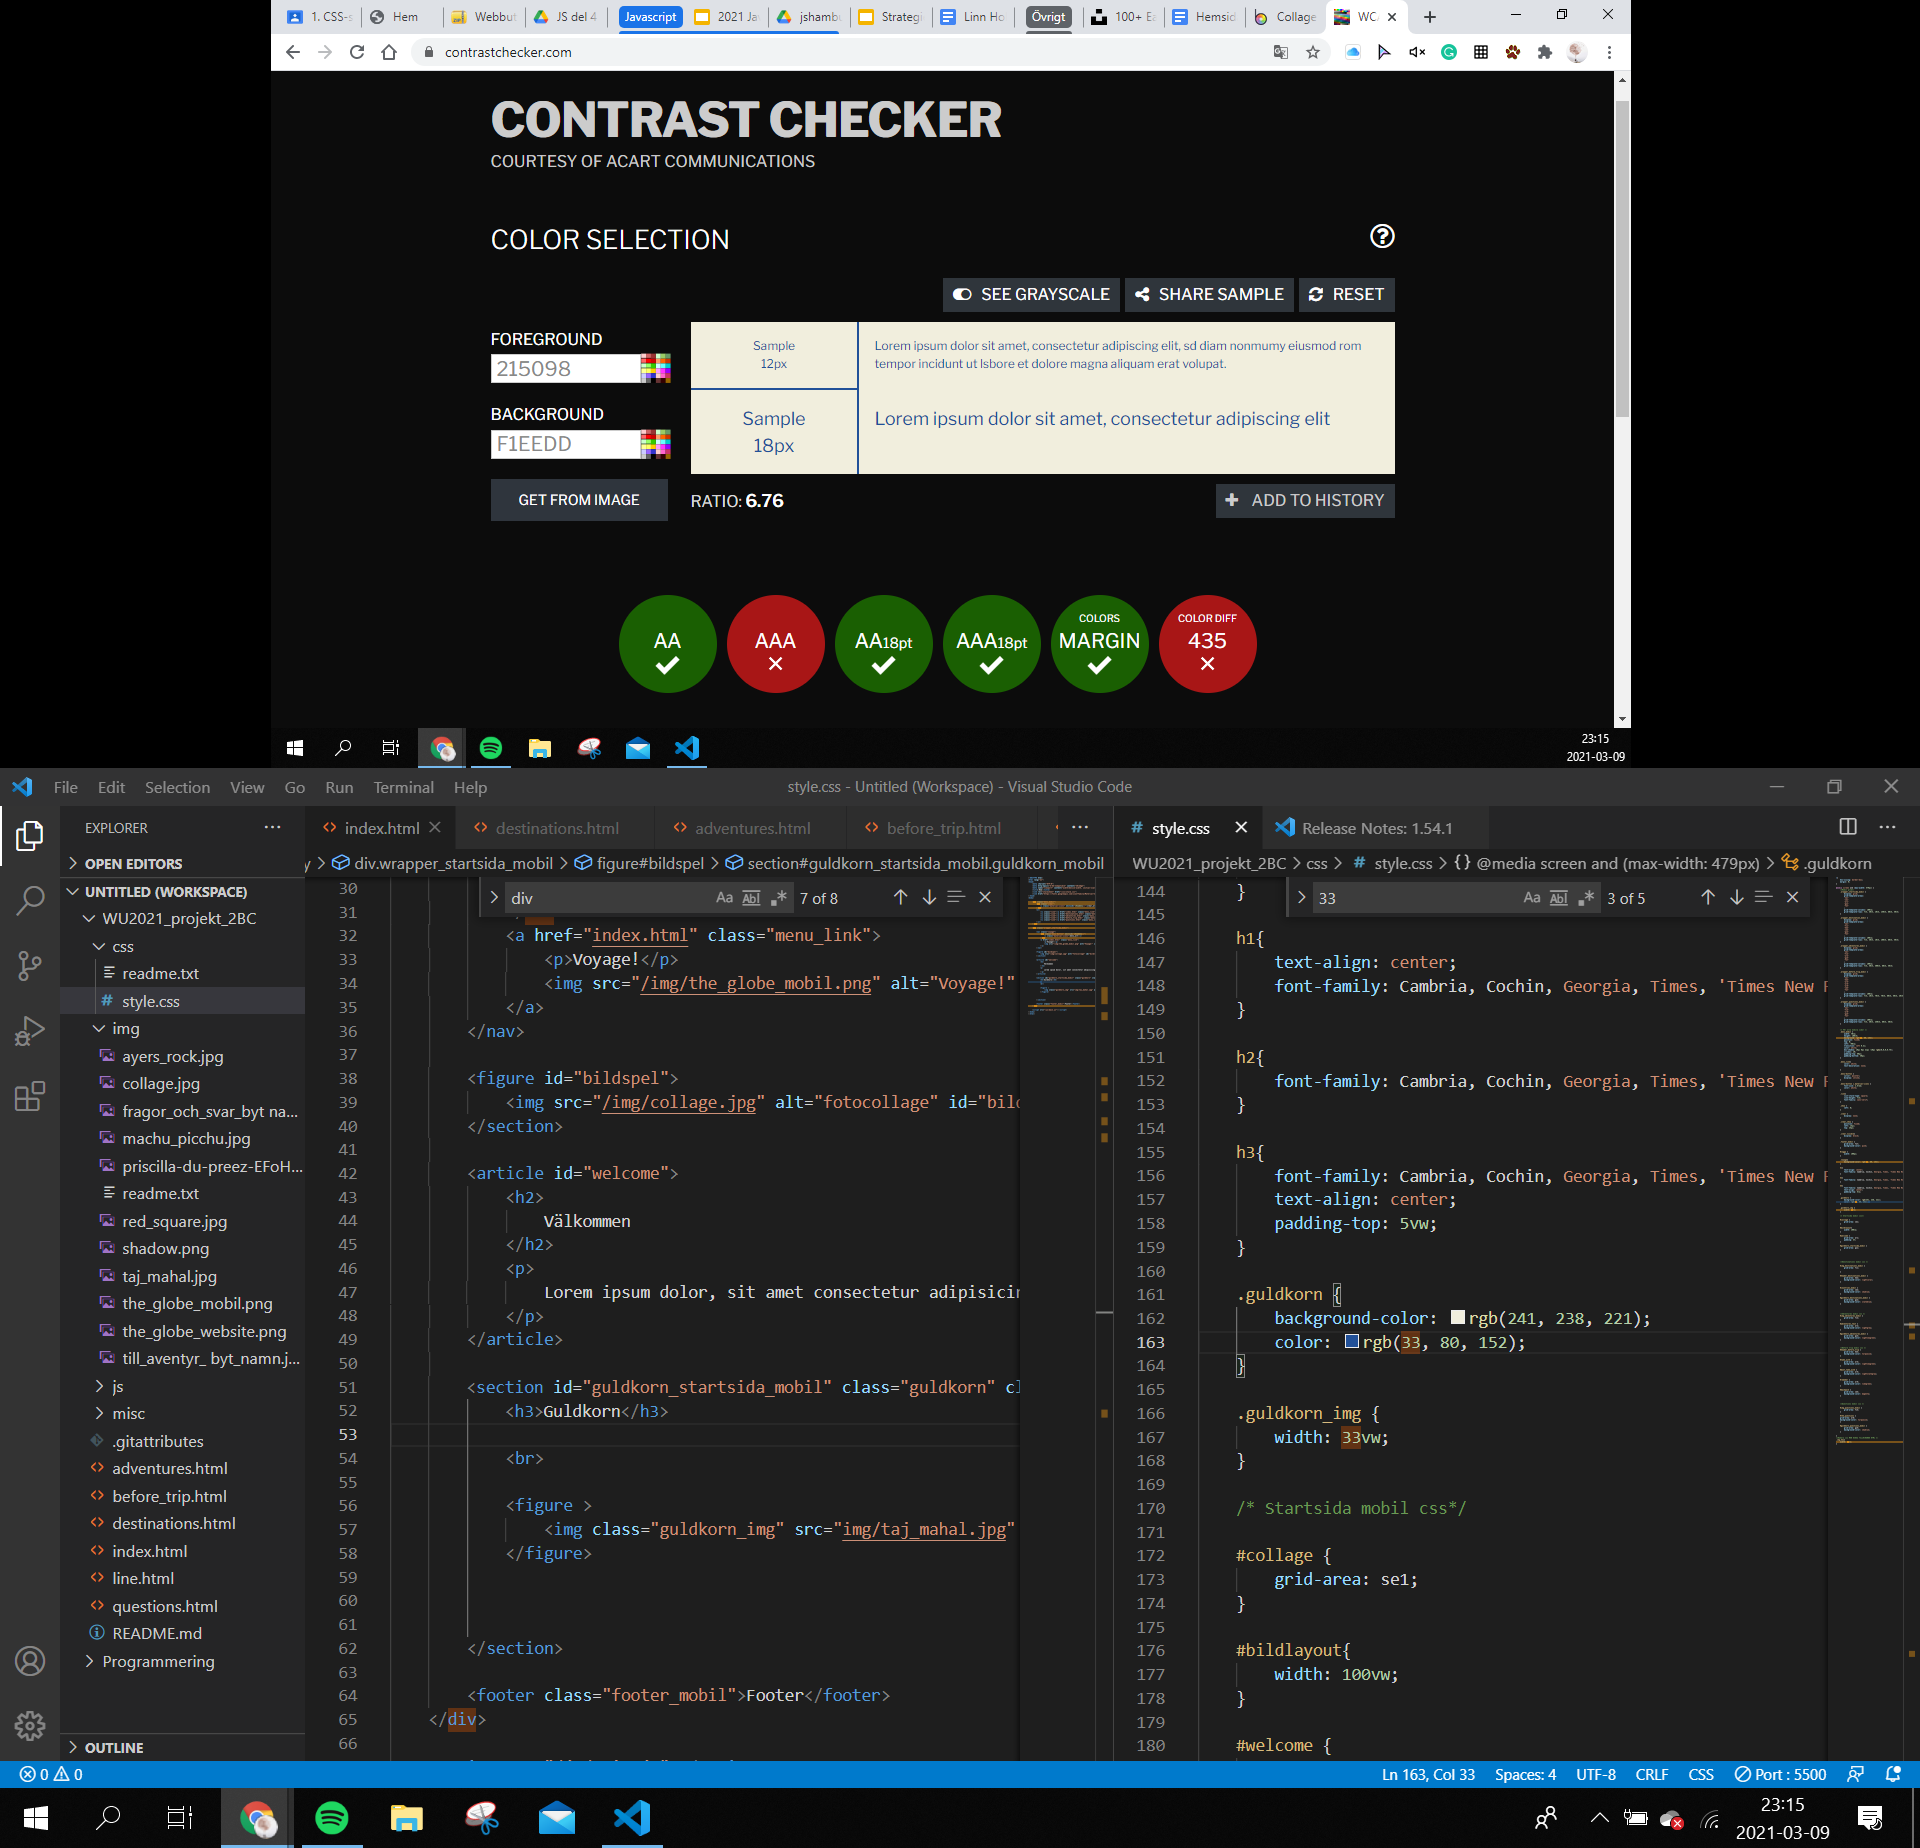 1. CSS-s
Hem
Webbut
JS del 4
Javascript
2021 Ja
jshambu
Strateg
Linn Ho
Övrigt
100+ Ea
Hemsid
Collage
WC
contrastchecker.com
CONTRAST CHECKER
COURTESY OF ACART COMMUNICATIONS
COLOR SELECTION
SEE GRAYSCALE
SHARE SAMPLE
RESET
FOREGROUND
215098
BACKGROUND
F1EEDD
GET FROM IMAGE
Sample
12px
Lorem ipsum dolor sit amet, consectetur adipiscing elit, sd diam nonmumy eiusmod rom
tempor incidunt ut lsbore et dolore magna aliquam erat volupat.
Sample
18px
Lorem ipsum dolor sit amet, consectetur adipiscing elit
RATIO: 6.76
ADD TO HISTORY
AA
AAA
AA18pt
AAA18pt
COLORS
MARGIN
COLOR DIFF
435
23:15
2021-03-09
File Edit Selection View Go Run Terminal Help
style.css - Untitled (Workspace) - Visual Studio Code
EXPLORER
OPEN EDITORS
UNTITLED (WORKSPACE)
WU2021_projekt_2BC
css
readme.txt
# style.css
img
ayers_rock.jpg
collage.jpg
fragor_och_svar_byt na...
machu_picchu.jpg
priscilla-du-preez-EFoH...
readme.txt
red_square.jpg
shadow.png
taj_mahal.jpg
the_globe_mobil.png
the_globe_website.png
till_aventyr_ byt_namn.j...
js
misc
.gitattributes
adventures.html
before_trip.html
destinations.html
index.html
line.html
questions.html
README.md
Programmering
OUTLINE
index.html
destinations.html
adventures.html
before_trip.html
y > div.wrapper_startsida_mobil > figure#bildspel > section#guldkorn_startsida_mobil.guldkorn_mobil
div
Aa Abl .* 7 of 8
30
31
32 <a href="index.html" class="menu_link">
33 <p>Voyage!</p>
34 <img src="/img/the_globe_mobil.png" alt="Voyage!"
35 </a>
36 </nav>
37
38 <figure id="bildspel">
39 <img src="/img/collage.jpg" alt="fotocollage" id="bild
40 </section>
41
42 <article id="welcome">
43 <h2>
44 Välkommen
45 </h2>
46 <p>
47 Lorem ipsum dolor, sit amet consectetur adipisicin
48 </p>
49 </article>
50
51 <section id="guldkorn_startsida_mobil" class="guldkorn" cl
52 <h3>Guldkorn</h3>
53
54 <br>
55
56 <figure >
57 <img class="guldkorn_img" src="img/taj_mahal.jpg"
58 </figure>
59
60
61
62 </section>
63
64 <footer class="footer_mobil">Footer</footer>
65 </div>
66
# style.css
Release Notes: 1.54.1
WU2021_projekt_2BC > css > # style.css > {} @media screen and (max-width: 479px) > .guldkorn
33
Aa Abl .* 3 of 5
144 }
145
146 h1{
147 text-align: center;
148 font-family: Cambria, Cochin, Georgia, Times, 'Times New R
149 }
150
151 h2{
152 font-family: Cambria, Cochin, Georgia, Times, 'Times New R
153 }
154
155 h3{
156 font-family: Cambria, Cochin, Georgia, Times, 'Times New R
157 text-align: center;
158 padding-top: 5vw;
159 }
160
161 .guldkorn {
162 background-color: rgb(241, 238, 221);
163 color: rgb(33, 80, 152);
164 }
165
166 .guldkorn_img {
167 width: 33vw;
168 }
169
170 /* Startsida mobil css*/
171
172 #collage {
173 grid-area: se1;
174 }
175
176 #bildlayout{
177 width: 100vw;
178 }
179
180 #welcome {
0 0
Ln 163, Col 33 Spaces: 4 UTF-8 CRLF CSS Port : 5500
23:15
2021-03-09